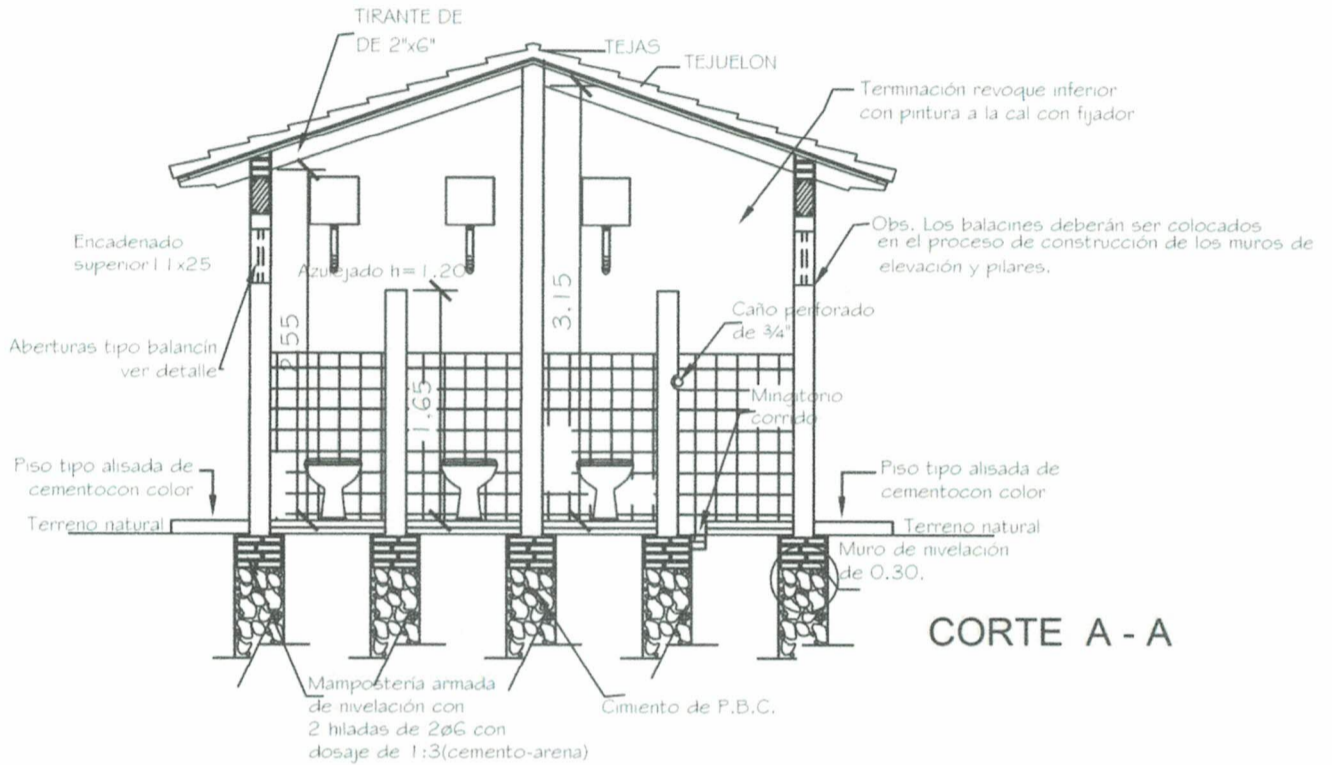 TIRANTE DE
DE 2"x6"
TEJAS
TEJUELON
Terminación revoque inferior
con pintura a la cal con fijador
Encadenado
superior 11x25
Obs. Los balacines deberán ser colocados
en el proceso de construcción de los muros de
elevación y pilares.
Azulejado h=1.20
Caño perforado
de 3/4"
2.55
3.15
1.65
Aberturas tipo balancín
ver detalle
Mingitorio
corrido
Piso tipo alisada de
cementocon color
Piso tipo alisada de
cementocon color
Terreno natural
Terreno natural
Muro de nivelación
de 0.30.
CORTE A - A
Mampostería armada
de nivelación con
2 hiladas de 2ø6 con
dosaje de 1:3(cemento-arena)
Cimiento de P.B.C.